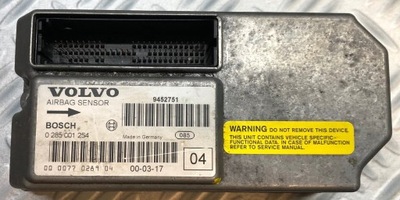 VOLVO
AIRBAG SENSOR
9452751
BOSCH
0 285 001 254
Made in Germany
085
00 0077 0269 04
00-03-17
04
WARNING DO NOT REMOVE THIS DEVICE.
THIS UNIT CONTAINS VEHICLE SPECIFIC-
FUNCTIONAL DATA. IN CASE OF MALFUNCTION
REFER TO SERVICE MANUAL.